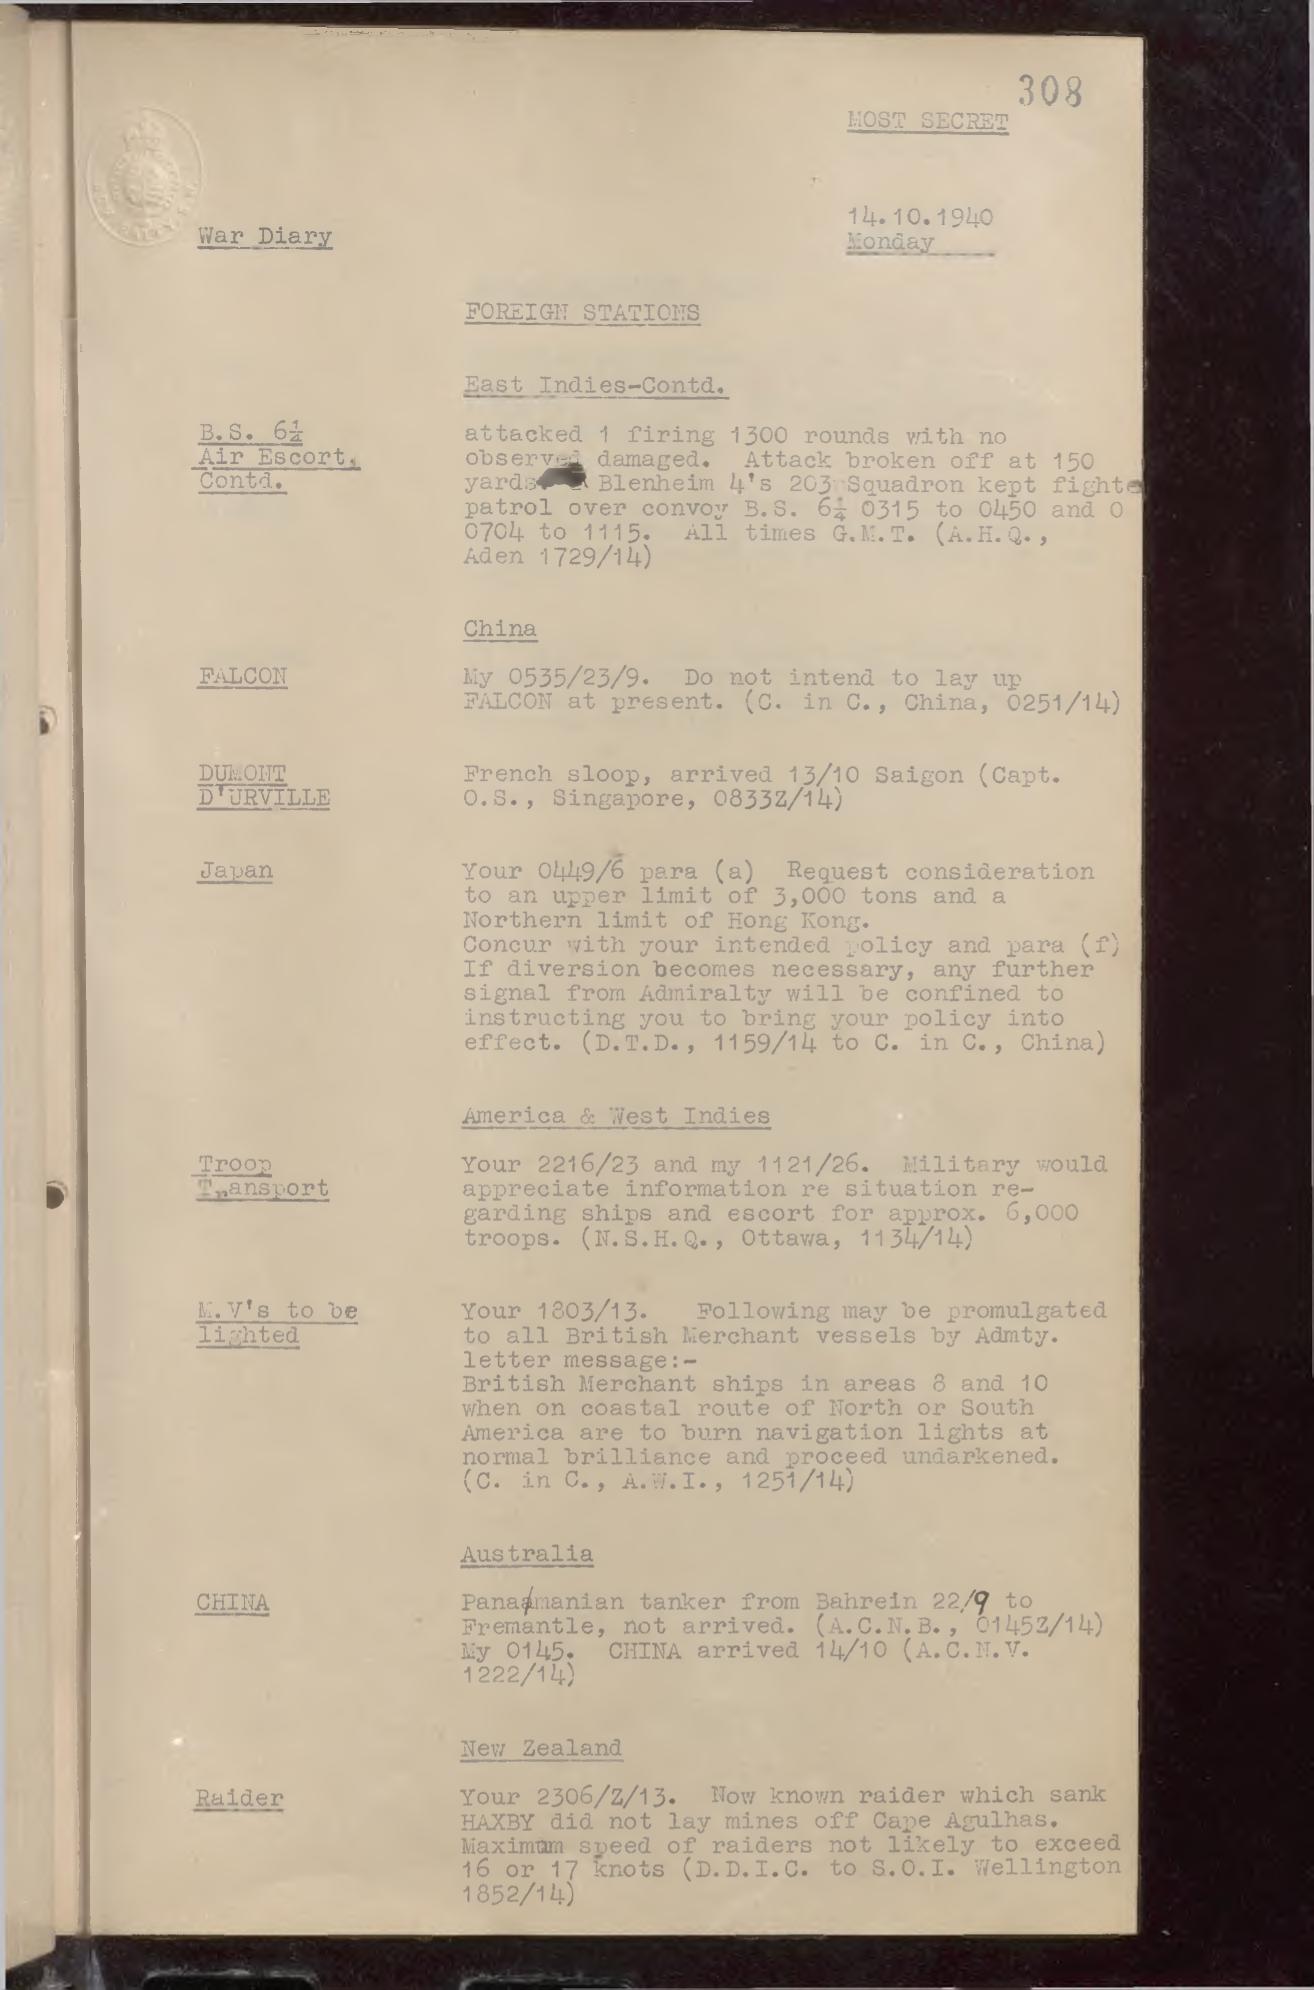 308
MOST SECRET
14.10.1940
Monday
War Diary
FOREIGN STATIONS
East Indies-Contd.
B.S. 6½
Air Escort,
Contd.
attacked 1 firing 1300 rounds with no
observed damaged. Attack broken off at 150
yards. Blenheim 4's 203 Squadron kept fighte
patrol over convoy B.S. 6¼ 0315 to 0450 and 0
0704 to 1115. All times G.M.T. (A.H.Q.,
Aden 1729/14)
China
FALCON
My 0535/23/9. Do not intend to lay up
FALCON at present. (C. in C., China, 0251/14)
DUMONT
D'URVILLE
French sloop, arrived 13/10 Saigon (Capt.
O.S., Singapore, 0833Z/14)
Japan
Your 0449/6 para (a) Request consideration
to an upper limit of 3,000 tons and a
Northern limit of Hong Kong.
Concur with your intended policy and para (f)
If diversion becomes necessary, any further
signal from Admiralty will be confined to
instructing you to bring your policy into
effect. (D.T.D., 1159/14 to C. in C., China)
America & West Indies
Troop
Transport
Your 2216/23 and my 1121/26. Military would
appreciate information re situation re-
garding ships and escort for approx. 6,000
troops. (N.S.H.Q., Ottawa, 1134/14)
M.V's to be
lighted
Your 1803/13. Following may be promulgated
to all British Merchant vessels by Admty.
letter message:-
British Merchant ships in areas 8 and 10
when on coastal route of North or South
America are to burn navigation lights at
normal brilliance and proceed undarkened.
(C. in C., A.W.I., 1251/14)
Australia
CHINA
Panamanian tanker from Bahrein 22/9 to
Fremantle, not arrived. (A.C.N.B., 0145Z/14)
My 0145. CHINA arrived 14/10 (A.C.N.V.
1222/14)
New Zealand
Raider
Your 2306/Z/13. Now known raider which sank
HAXBY did not lay mines off Cape Agulhas.
Maximum speed of raiders not likely to exceed
16 or 17 knots (D.D.I.C. to S.O.I. Wellington
1852/14)